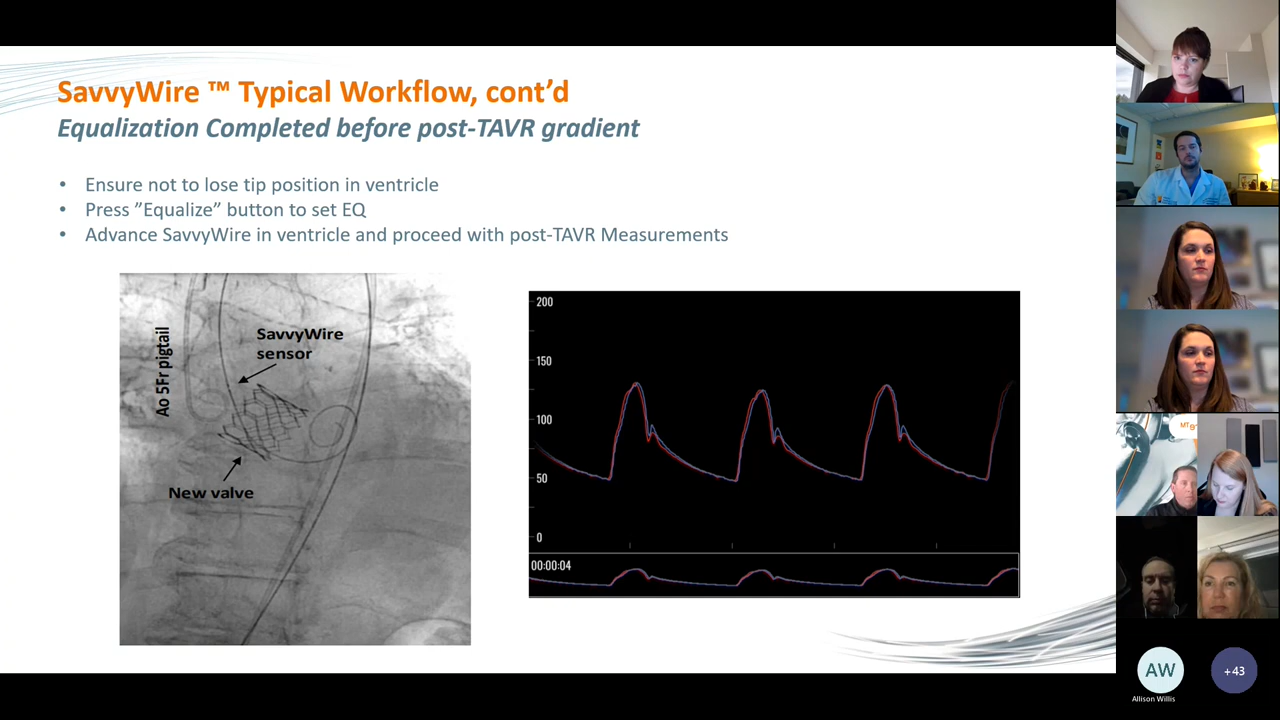 SavvyWire ™ Typical Workflow, cont’d
Equalization Completed before post-TAVR gradient
• Ensure not to lose tip position in ventricle
• Press ”Equalize” button to set EQ
• Advance SavvyWire in ventricle and proceed with post-TAVR Measurements
Ao 5Fr pigtail
SavvyWire
sensor
New valve
200
150
100
50
0
00:00:04
AW
Allison Willis
+43